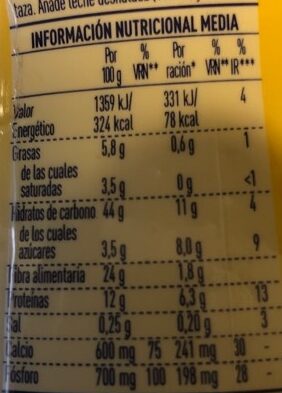 taza. Añade leche desnatada
INFORMACIÓN NUTRICIONAL MEDIA
Por % Por % %
100 g VRN** ración* VRN** IR***
Valor 1359 kJ/ 331 kJ/ 4
Energético 324 kcal 78 kcal
Grasas 5,8 g 0,6 g 1
de las cuales
saturadas 3,5 g 0 g <1
Hidratos de carbono 44 g 11 g 4
de los cuales
azúcares 3,5 g 8,0 g 9
Fibra alimentaria 24 g 1,8 g
Proteínas 12 g 6,3 g 13
Sal 0,25 g 0,20 g 3
Calcio 600 mg 75 241 mg 30 -
Fósforo 700 mg 100 198 mg 28 -